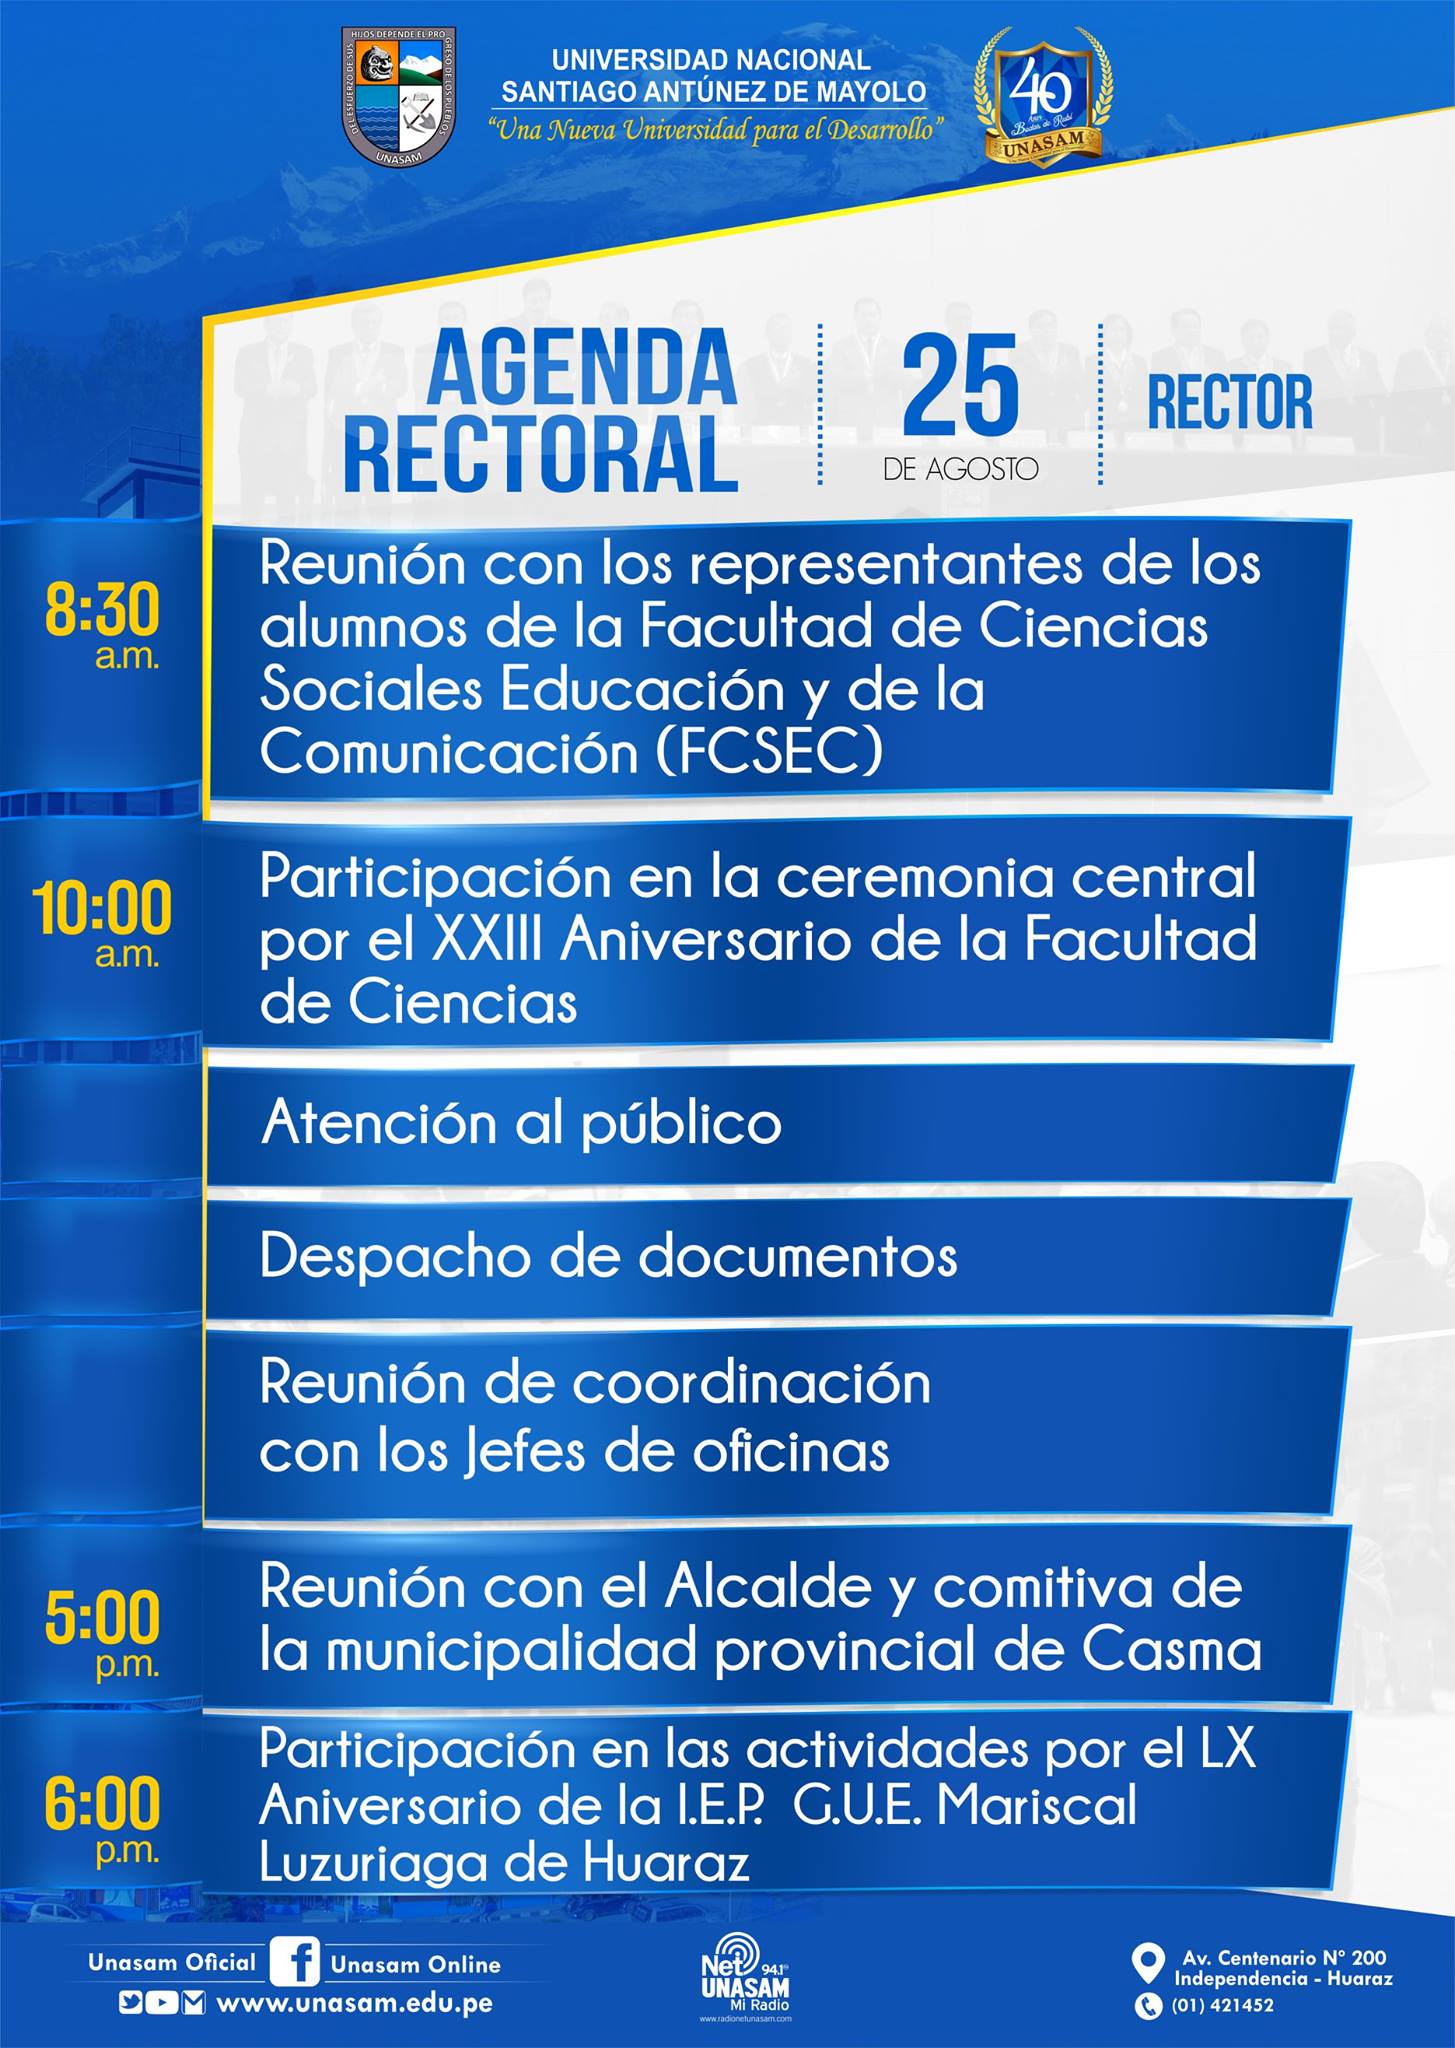 DEL ESFUERZO DE SUS HIJOS DEPENDE EL PROGRESO DE LOS PUEBLOS
UNASAM
UNIVERSIDAD NACIONAL
SANTIAGO ANTÚNEZ DE MAYOLO
"Una Nueva Universidad para el Desarrollo"
40
Años
Bodas de Rubí
UNASAM
AGENDA
RECTORAL
25
DE AGOSTO
RECTOR
8:30
a.m.
Reunión con los representantes de los
alumnos de la Facultad de Ciencias
Sociales Educación y de la
Comunicación (FCSEC)
10:00
a.m.
Participación en la ceremonia central
por el XXIII Aniversario de la Facultad
de Ciencias
Atención al público
Despacho de documentos
Reunión de coordinación
con los Jefes de oficinas
5:00
p.m.
Reunión con el Alcalde y comitiva de
la municipalidad provincial de Casma
6:00
p.m.
Participación en las actividades por el LX
Aniversario de la I.E.P. G.U.E. Mariscal
Luzuriaga de Huaraz
Unasam Oficial
Unasam Online
www.unasam.edu.pe
Net 94.1
UNASAM
Mi Radio
www.radionetunasam.com
Av. Centenario N° 200
Independencia - Huaraz
(01) 421452